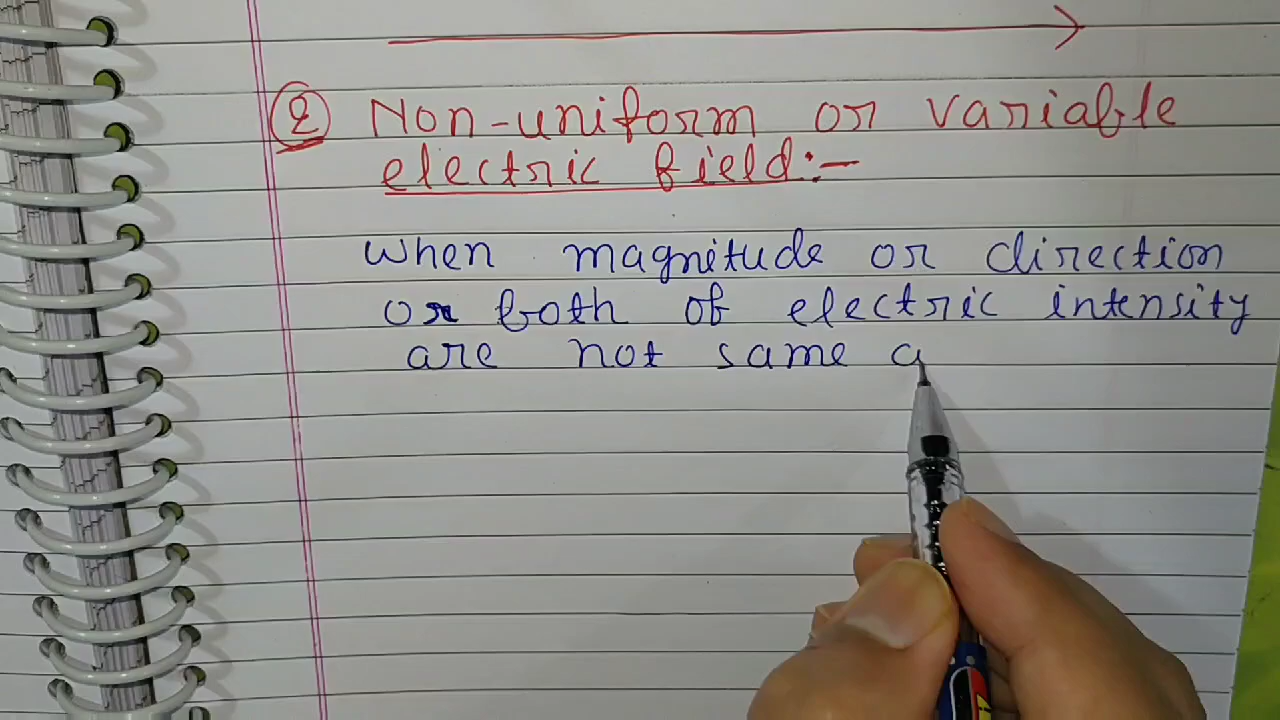 2 Non-uniform or variable
electric field:-
When magnitude or direction
or both of electric intensity
are not same a